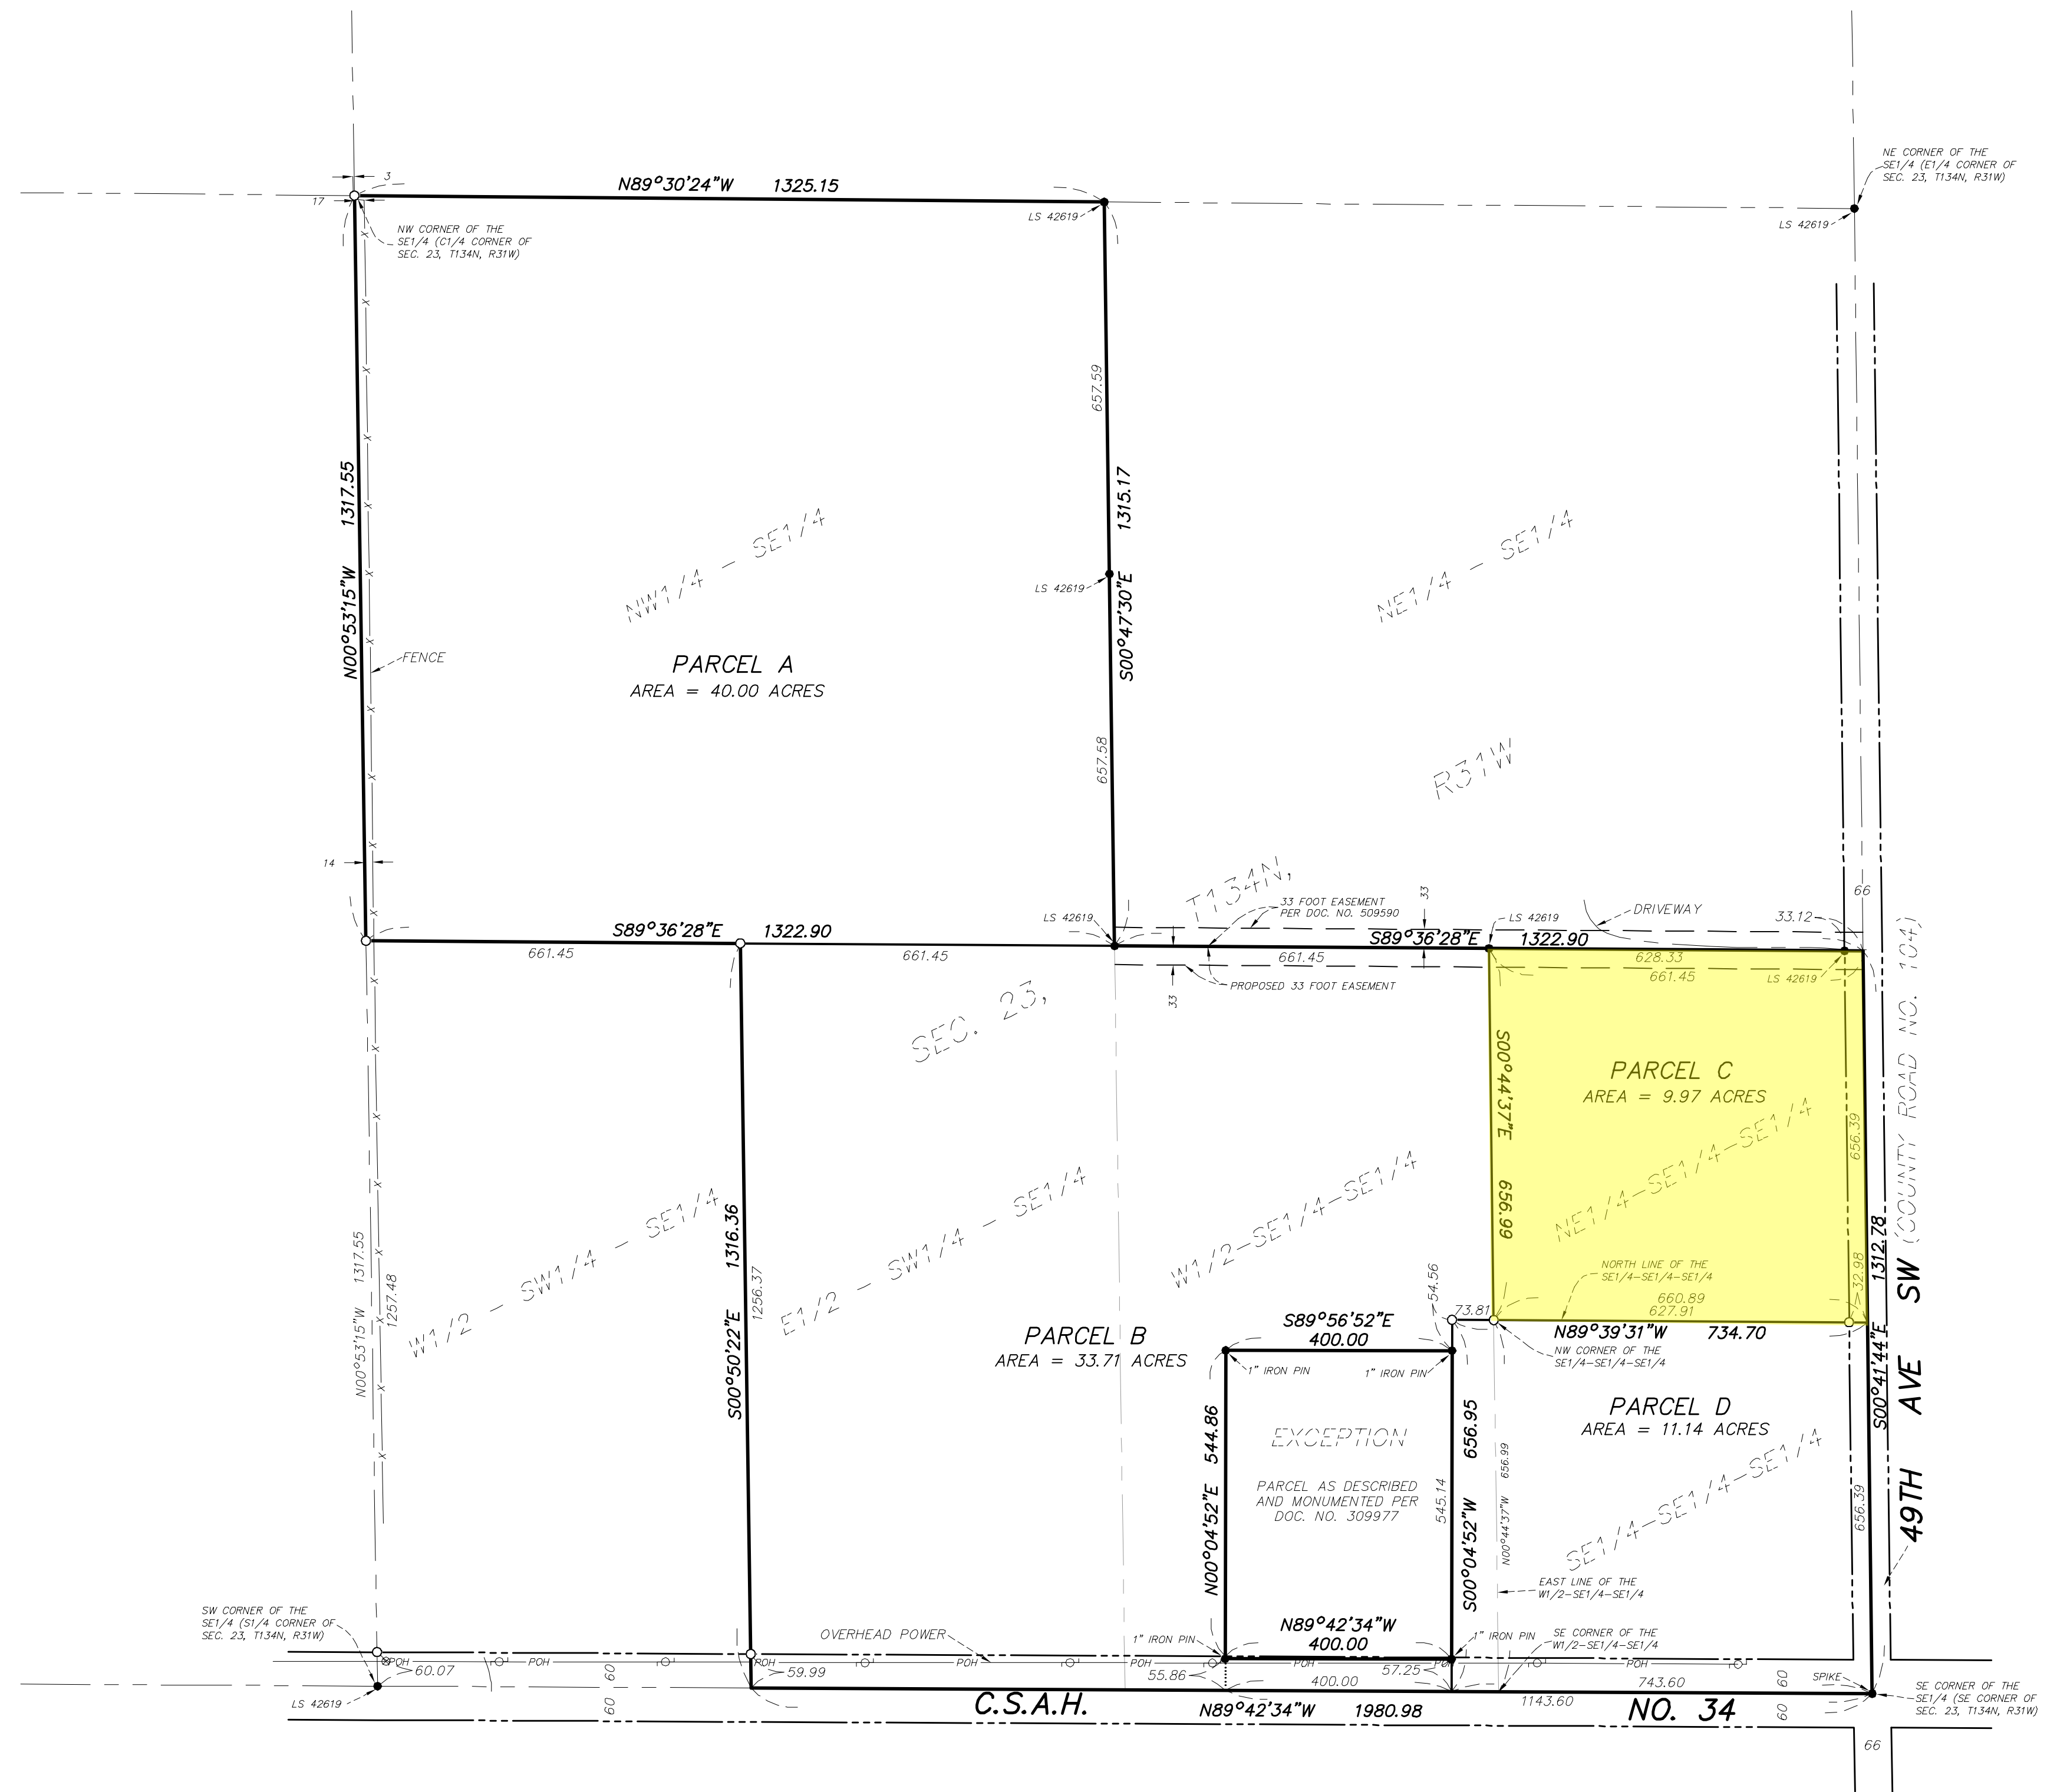 NE CORNER OF THE
SE1/4 (E1/4 CORNER OF
SEC. 23, T134N, R31W)
3
N89°30'24"W 1325.15
17
LS 42619
LS 42619
NW CORNER OF THE
SE1/4 (C1/4 CORNER OF
SEC. 23, T134N, R31W)
657.59
N00°53'15"W 1317.55
S00°47'30"E 1315.17
NW1/4 - SE1/4
NE1/4 - SE1/4
LS 42619
FENCE
PARCEL A
AREA = 40.00 ACRES
657.58
R31W
14
T134N,
33
66
33 FOOT EASEMENT
PER DOC. NO. 509590
DRIVEWAY
LS 42619
LS 42619
33.12
S89°36'28"E 1322.90
S89°36'28"E 1322.90
661.45
661.45
661.45
628.33
661.45
LS 42619
PROPOSED 33 FOOT EASEMENT
33
SEC. 23,
S00°44'37"E 656.99
PARCEL C
AREA = 9.97 ACRES
656.39
NE1/4-SE1/4-SE1/4
49TH AVE SW (COUNTY ROAD NO. 104)
W1/2 - SW1/4 - SE1/4
E1/2 - SW1/4 - SE1/4
W1/2-SE1/4-SE1/4
N00°53'15"W 1317.55
1257.48
S00°50'22"E 1316.36
1256.37
S00°41'44"E 1312.78
NORTH LINE OF THE
SE1/4-SE1/4-SE1/4
32.98
54.56
73.81
660.89
627.91
S89°56'52"E
400.00
N89°39'31"W 734.70
PARCEL B
AREA = 33.71 ACRES
NW CORNER OF THE
SE1/4-SE1/4-SE1/4
1" IRON PIN
1" IRON PIN
PARCEL D
AREA = 11.14 ACRES
N00°04'52"E 544.86
EXCEPTION
PARCEL AS DESCRIBED
AND MONUMENTED PER
DOC. NO. 309977
545.14
S00°04'52"W 656.95
N00°44'37"W 656.99
SE1/4-SE1/4-SE1/4
656.39
EAST LINE OF THE
W1/2-SE1/4-SE1/4
SW CORNER OF THE
SE1/4 (S1/4 CORNER OF
SEC. 23, T134N, R31W)
OVERHEAD POWER
N89°42'34"W
400.00
1" IRON PIN
1" IRON PIN
SE CORNER OF THE
W1/2-SE1/4-SE1/4
POH
POH
POH
POH
POH
POH
POH
POH
60.07
60
59.99
55.86
57.25
400.00
743.60
60
SPIKE
LS 42619
60
C.S.A.H.
N89°42'34"W 1980.98
1143.60
NO. 34
60
SE CORNER OF THE
SE1/4 (SE CORNER OF
SEC. 23, T134N, R31W)
66